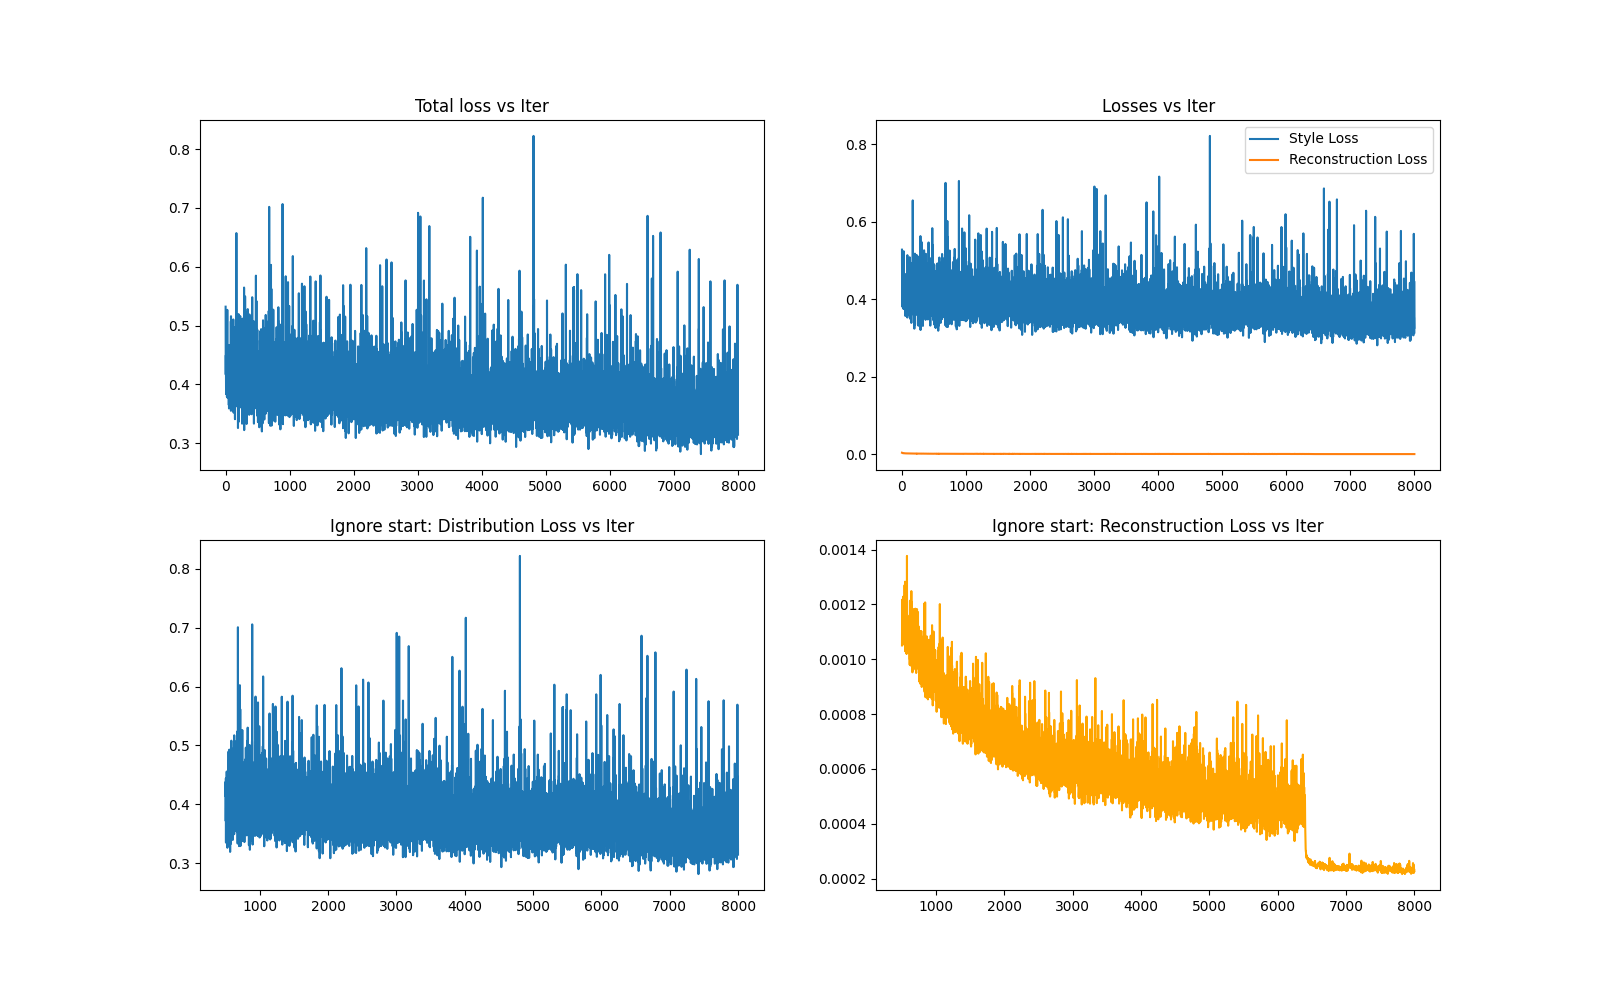 Total loss vs Iter
0.8
0.7
0.6
0.5
0.4
0.3
0 1000 2000 3000 4000 5000 6000 7000 8000
Losses vs Iter
Style Loss
Reconstruction Loss
0.8
0.6
0.4
0.2
0.0
0 1000 2000 3000 4000 5000 6000 7000 8000
Ignore start: Distribution Loss vs Iter
0.8
0.7
0.6
0.5
0.4
0.3
1000 2000 3000 4000 5000 6000 7000 8000
Ignore start: Reconstruction Loss vs Iter
0.0014
0.0012
0.0010
0.0008
0.0006
0.0004
0.0002
1000 2000 3000 4000 5000 6000 7000 8000